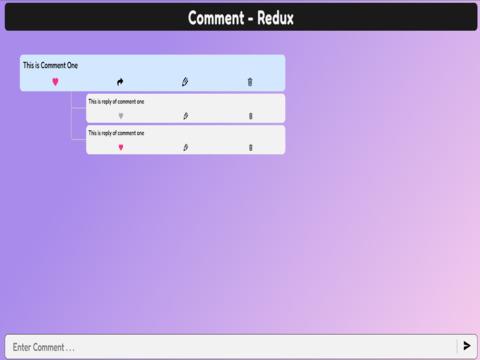 Comment - Redux
This is Comment One
This is reply of comment one
This is reply of comment one
Enter Comment . . .